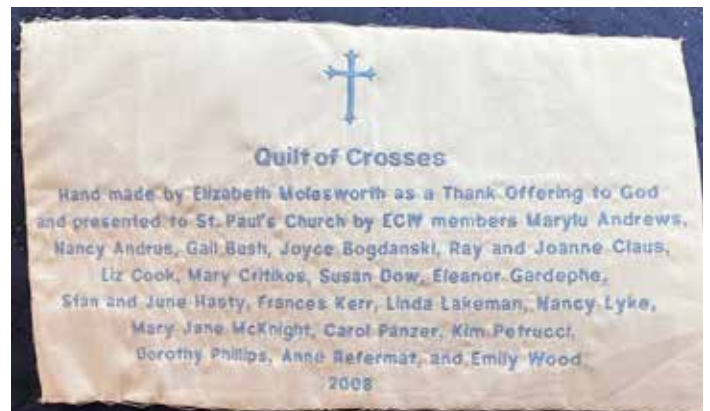 Quilt of Crosses
Hand made by Elizabeth Molesworth as a Thank Offering to God
and presented to St. Paul's Church by ECW members Marylu Andrews,
Nancy Andrus, Gail Bush, Joyce Bogdanski, Ray and Joanne Claus,
Liz Cook, Mary Critikos, Susan Dow, Eleanor Gardephe,
Stan and June Hasty, Frances Kerr, Linda Lakeman, Nancy Lyke,
Mary Jane McKnight, Carol Panzer, Kim Petrucci,
Dorothy Phillips, Anne Refermat, and Emily Wood
2008